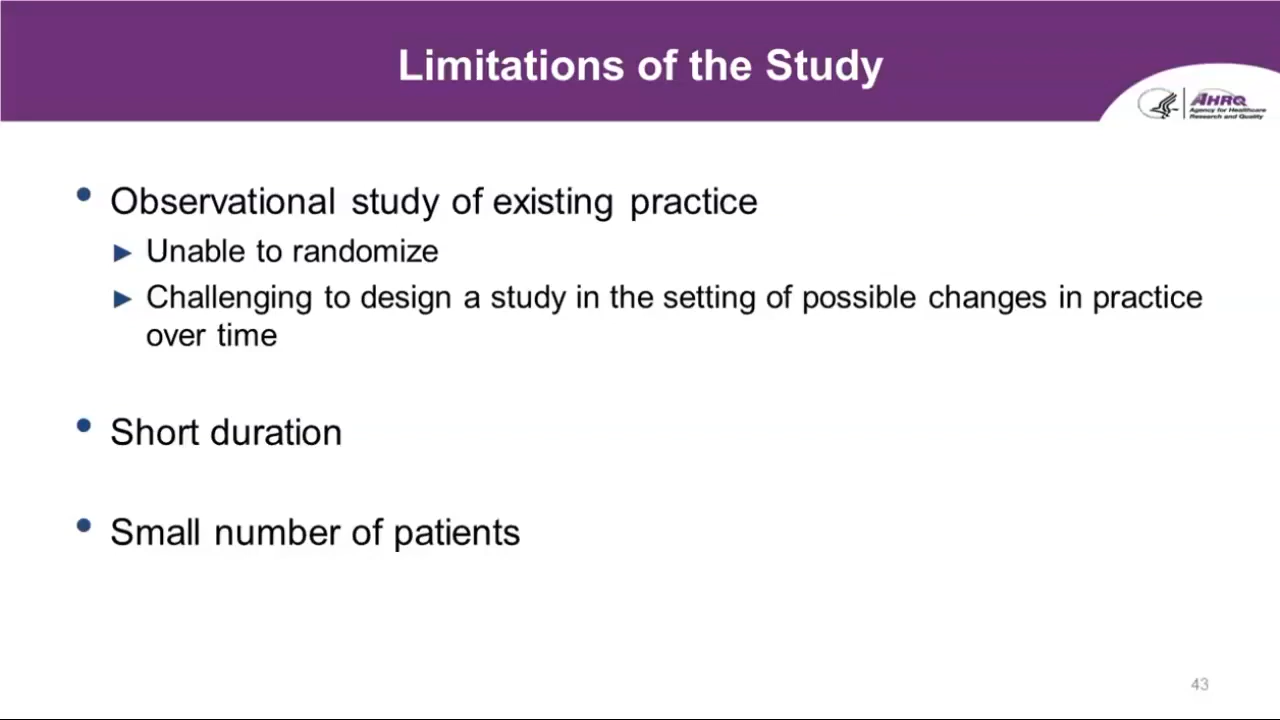 Limitations of the Study
AHRQ
Agency for Healthcare
Research and Quality
Observational study of existing practice
Unable to randomize
Challenging to design a study in the setting of possible changes in practice
over time
Short duration
Small number of patients
43